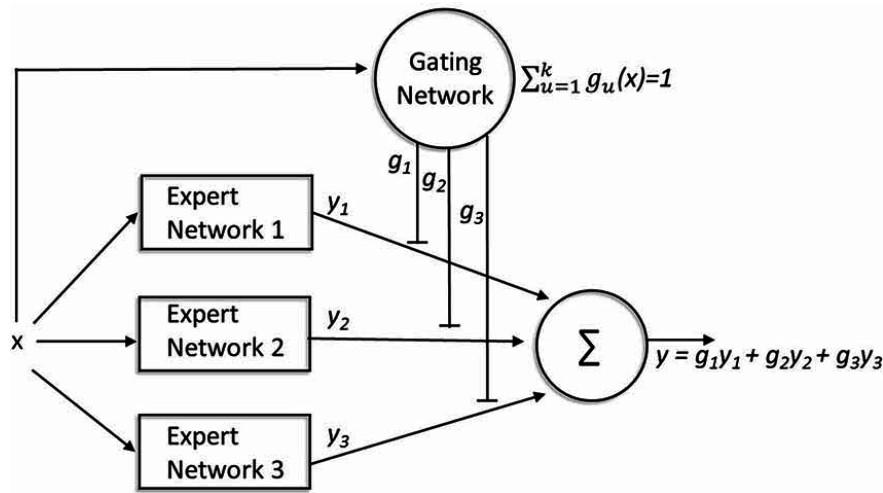 Gating
Network
∑ᵏᵤ₌₁ gᵤ(x)=1
g₁
g₂
g₃
Expert
Network 1
y₁
Expert
Network 2
y₂
x
∑
y = g₁y₁ + g₂y₂ + g₃y₃
Expert
Network 3
y₃